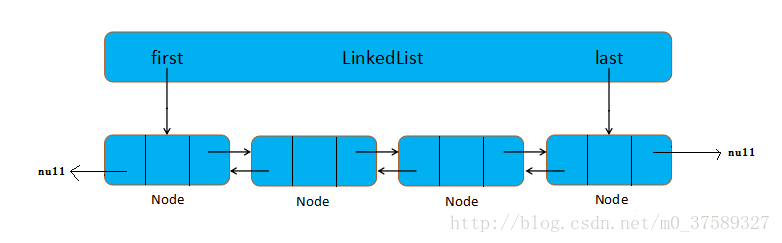 first LinkedList last
null null
Node Node Node Node
http://blog.csdn.net/m0_37589327